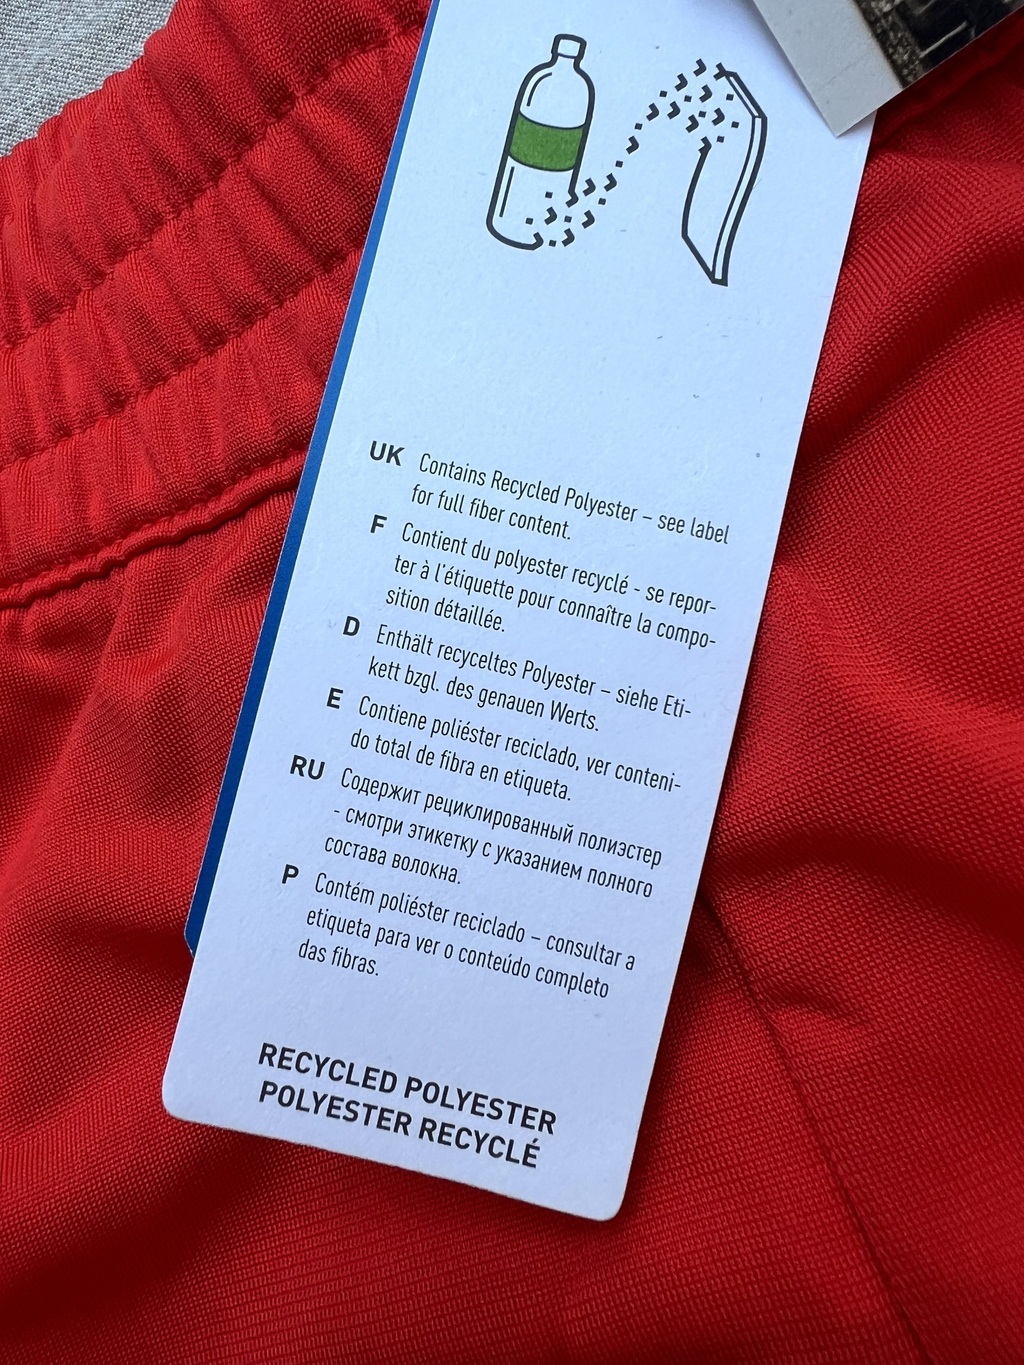 UK Contains Recycled Polyester – see label
for full fiber content.
F Contient du polyester recyclé - se repor-
ter à l'étiquette pour connaître la compo-
sition détaillée.
D Enthält recyceltes Polyester – siehe Eti-
kett bzgl. des genauen Werts.
E Contiene poliéster reciclado, ver conteni-
do total de fibra en etiqueta.
RU Содержит рециклированный полиэстер
- смотри этикетку с указанием полного
состава волокна.
P Contém poliéster reciclado – consultar a
etiqueta para ver o conteúdo completo
das fibras.
RECYCLED POLYESTER
POLYESTER RECYCLÉ